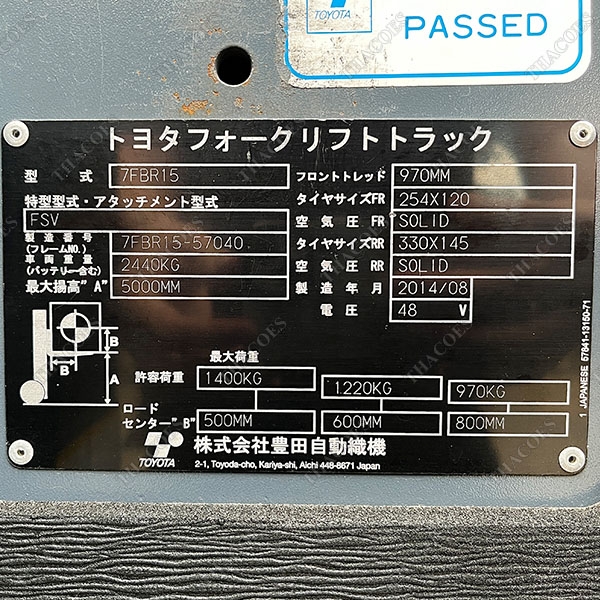 TOYOTA
PASSED
トヨタフォークリフトトラック
型 式 7FBR15
特型型式・アタッチメント型式
FSV
製造番号 (フレームNO.) 7FBR15-57040
車両重量 (バッテリー含む) 2440KG
最大揚高"A" 5000MM
フロントトレッド 970MM
タイヤサイズFR 254X120
空気圧FR SOLID
タイヤサイズRR 330X145
空気圧RR SOLID
製造年月 2014/08
電圧 48 V
B
B
A
最大荷重
許容荷重 1400KG 1220KG 970KG
ロード
センター"B" 500MM 600MM 800MM
TOYOTA
株式会社豊田自動織機
2-1, Toyoda-cho, Kariya-shi, Aichi 448-8671 Japan
1 JAPANESE 57841-13150-71
THACOES